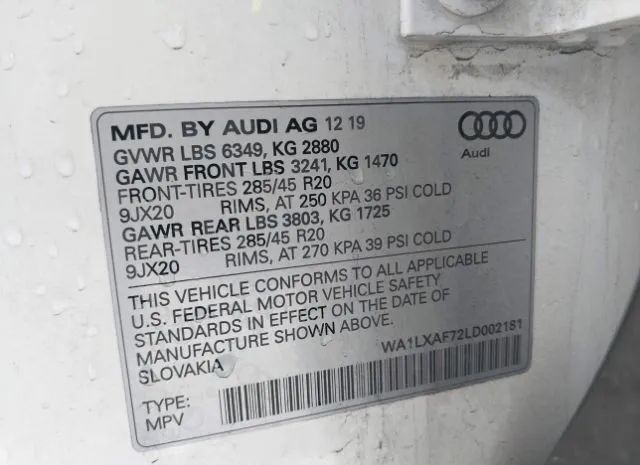 MFD. BY AUDI AG 12 19
GVWR LBS 6349, KG 2880
GAWR FRONT LBS 3241, KG 1470
FRONT-TIRES 285/45 R20
9JX20 RIMS, AT 250 KPA 36 PSI COLD
GAWR REAR LBS 3803, KG 1725
REAR-TIRES 285/45 R20
9JX20 RIMS, AT 270 KPA 39 PSI COLD
Audi
THIS VEHICLE CONFORMS TO ALL APPLICABLE
U.S. FEDERAL MOTOR VEHICLE SAFETY
STANDARDS IN EFFECT ON THE DATE OF
MANUFACTURE SHOWN ABOVE.
SLOVAKIA
WA1LXAF72LD002181
TYPE:
MPV